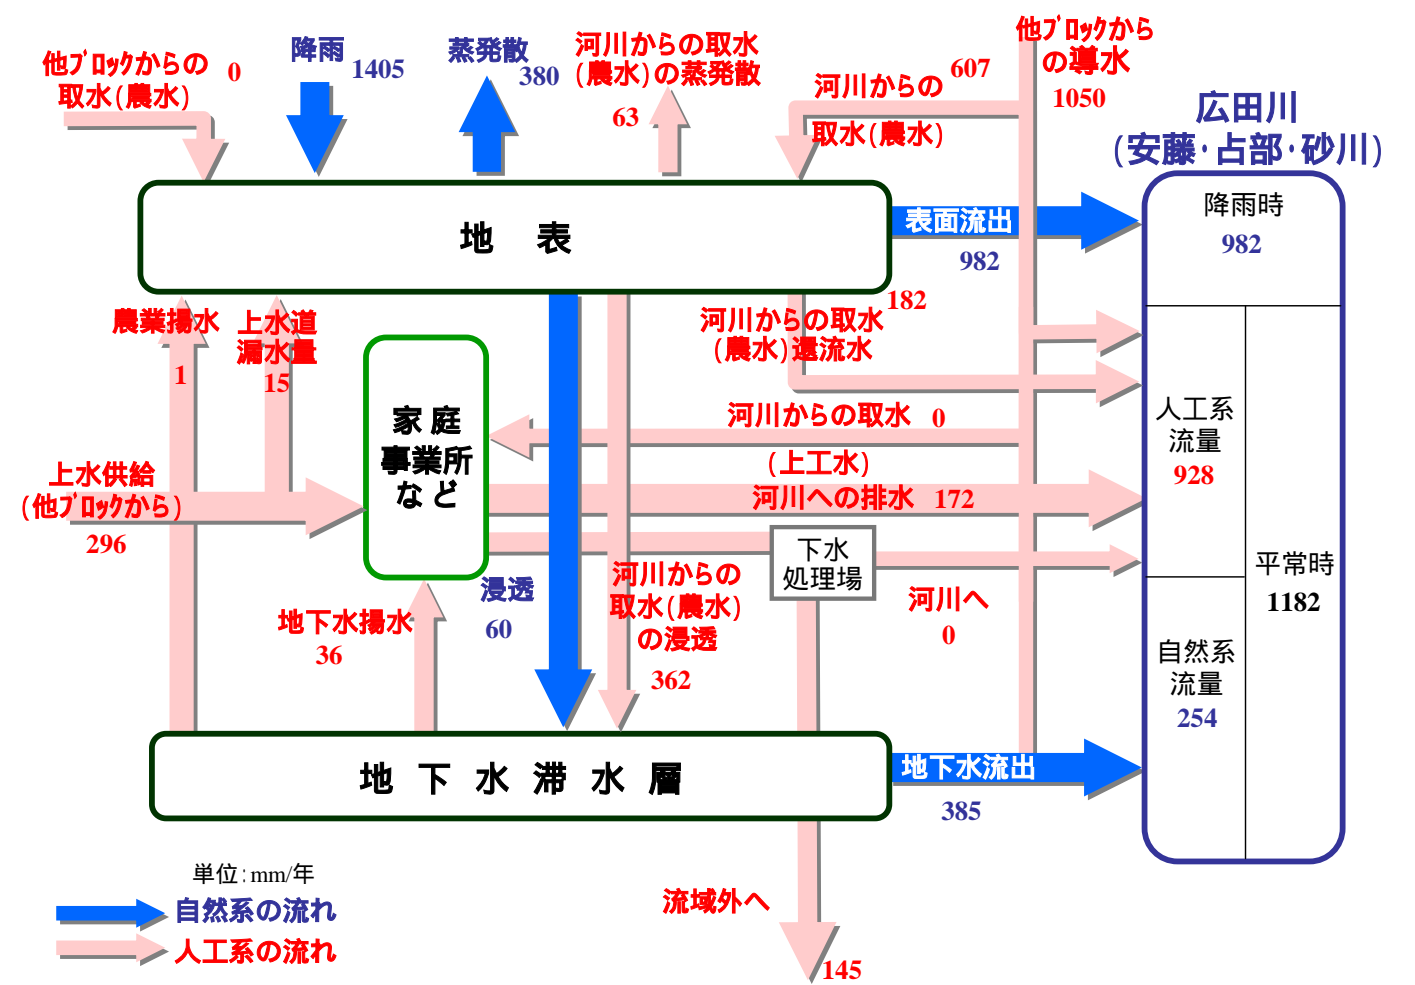 他ブロックからの
取水(農水)
0
降雨
1405
蒸発散
380
河川からの取水
(農水)の蒸発散
63
河川からの
取水(農水)
607
他ブロックから
の導水
1050
広田川
(安藤・占部・砂川)
地 表
表面流出
982
降雨時
982
農業揚水
1
上水道
漏水量
15
182
河川からの取水
(農水)還流水
家 庭
事業所
な ど
河川からの取水 0
(上工水)
人工系
流量
928
上水供給
(他ブロックから)
296
河川への排水 172
下水
処理場
河川へ
0
平常時
1182
地下水揚水
36
浸透
60
河川からの
取水(農水)
の浸透
362
自然系
流量
254
地 下 水 滞 水 層
地下水流出
385
単位:mm/年
自然系の流れ
人工系の流れ
流域外へ
145